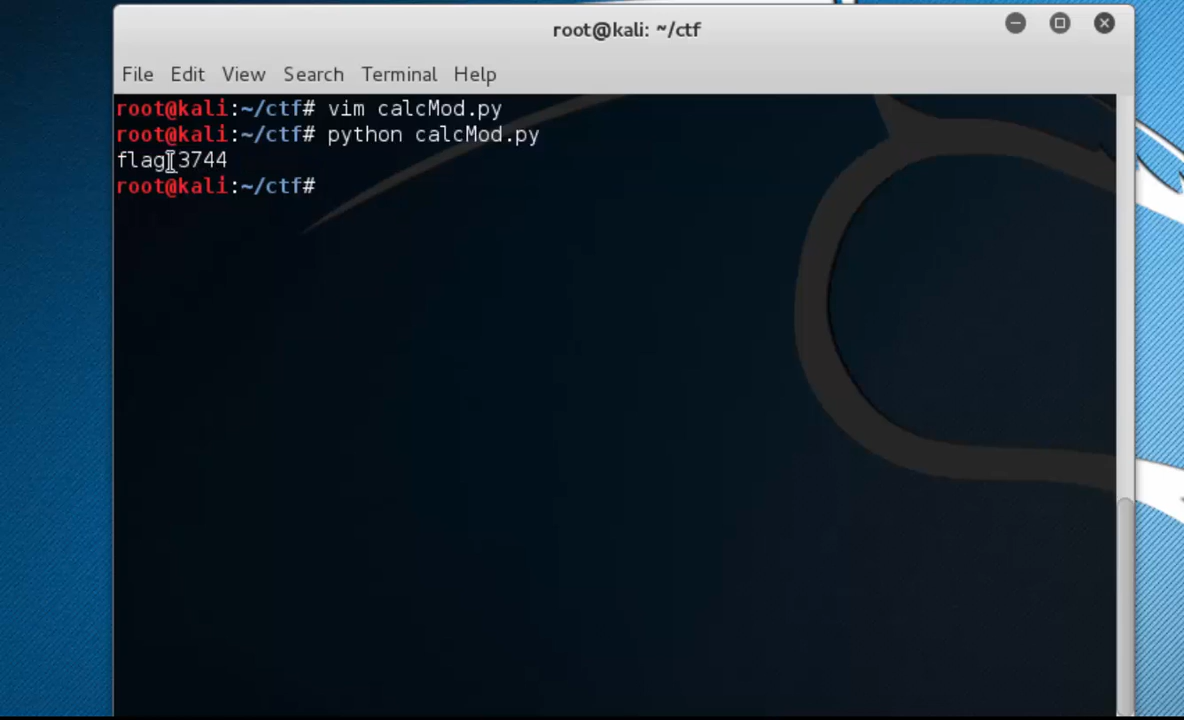 root@kali: ~/ctf
File Edit View Search Terminal Help
root@kali:~/ctf# vim calcMod.py
root@kali:~/ctf# python calcMod.py
flag 3744
root@kali:~/ctf#